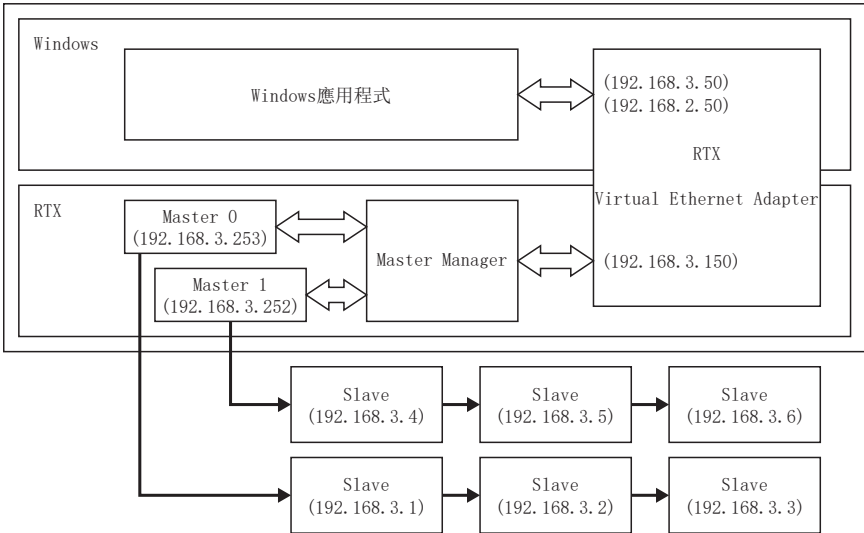 Windows
Windows應用程式
(192.168.3.50)
(192.168.2.50)
RTX
Virtual Ethernet Adapter
(192.168.3.150)
RTX
Master 0
(192.168.3.253)
Master 1
(192.168.3.252)
Master Manager
Slave
(192.168.3.4)
Slave
(192.168.3.5)
Slave
(192.168.3.6)
Slave
(192.168.3.1)
Slave
(192.168.3.2)
Slave
(192.168.3.3)